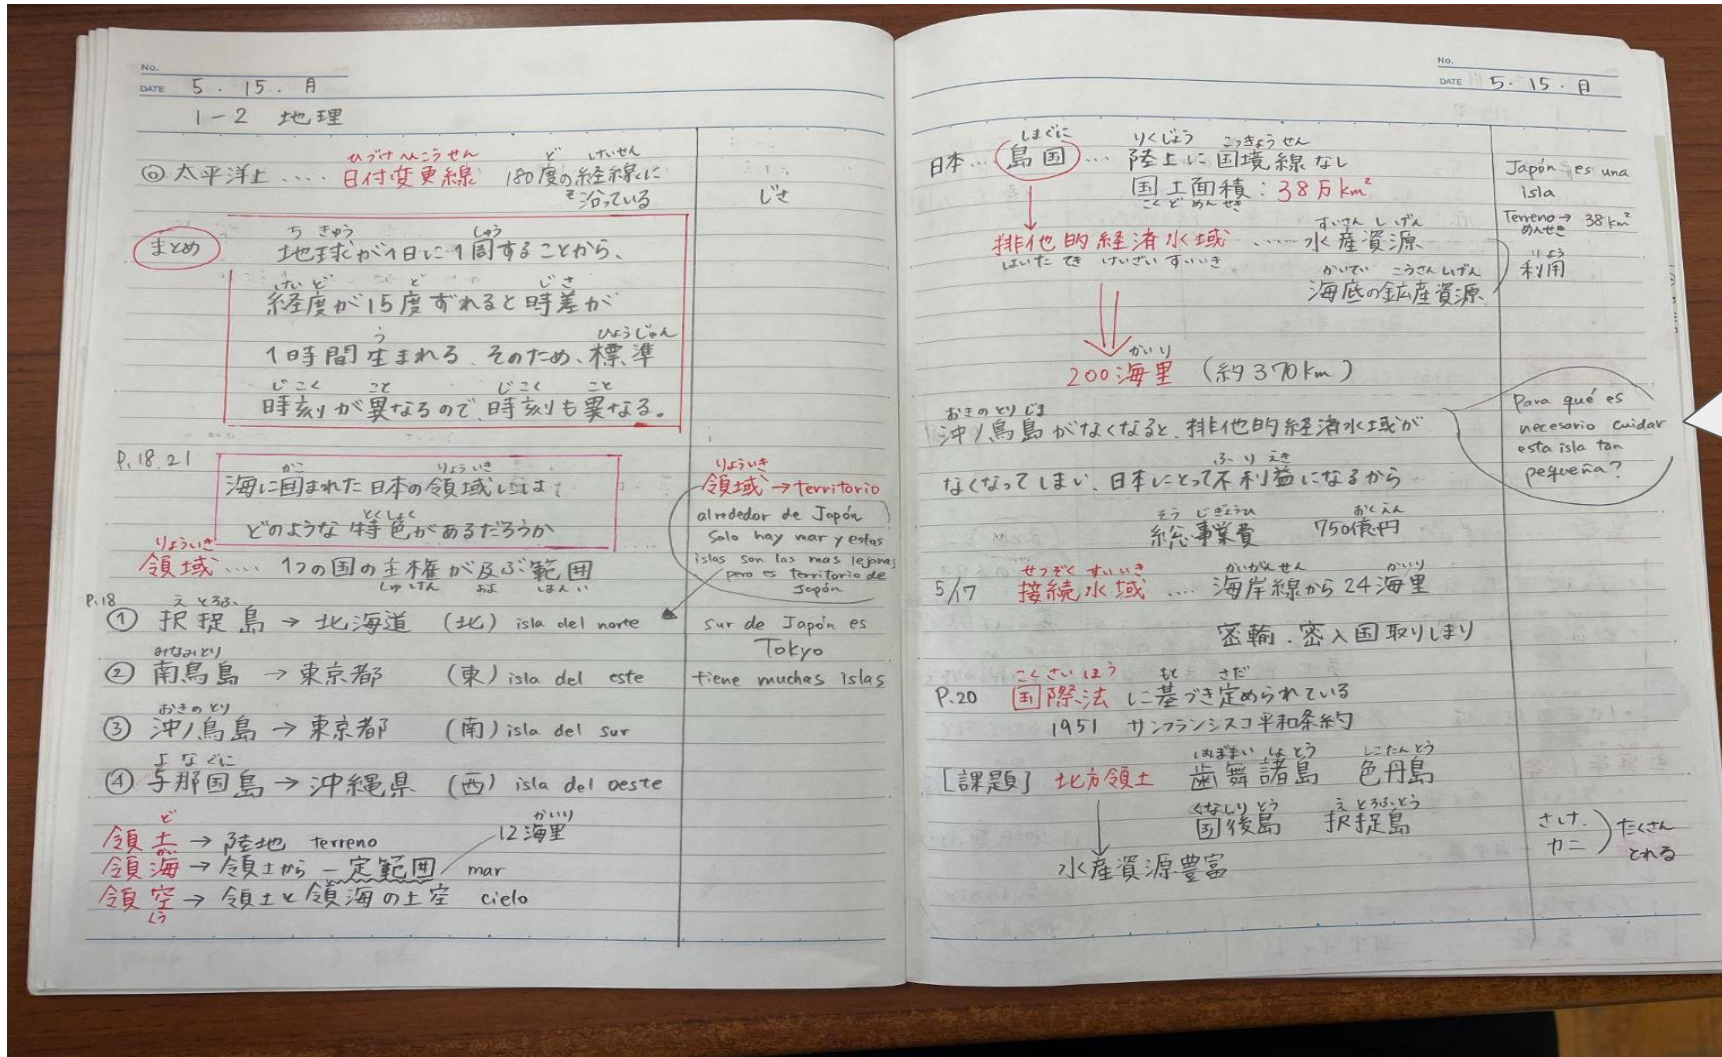 No.
DATE 5. 15. 月
1-2 地理
ひづけへんこうせん ど けいせん
◎太平洋上 .... 日付変更線 180度の経線に
そ
沿っている
じさ
まとめ
ち きゅう しゅう
地球が1日に1周することから、
けい ど ど じ さ
経度が15度ずれると時差が
う ひょうじゅん
1時間生まれる。そのため、標準
じ こく こと じ こく こと
時刻が異なるので、時刻も異なる。
P.18.21
かこ りょういき
海に囲まれた日本の領域には、
とくしょく
どのような特色があるだろうか
りょういき
領域 .... 1つの国の主権が及ぶ範囲
しゅけん およ はんい
P.18
え とろふ
① 択捉島 → 北海道 (北) isla del norte
みなみとり
② 南鳥島 → 東京都 (東) isla del este
おきのとり
③ 沖ノ鳥島 → 東京都 (南) isla del sur
よ な ぐに
④ 与那国島 → 沖縄県 (西) isla del oeste
ど かいり
領土 → 陸地 terreno 12海里
かい
領海 → 領土から一定範囲 mar
領空 → 領土と領海の上空 cielo
くう
りょういき
領域 → territorio
alrededor de Japón
Solo hay mar y estas
islas son las mas lejanas
pero es territorio de
Japón
sur de Japón es
Tokyo
tiene muchas islas
No.
DATE 5. 15. 月
しまぐに りくじょう こっきょうせん
日本... 島国 ... 陸上に国境線なし
国土面積:38万km²
こくど めんせき
すいさん しげん
排他的経済水域 ..... 水産資源
はいた てき けいざい すいいき
かいてい こうさんしげん
海底の鉱産資源
かいり
200海里 (約370km)
おきのとりじま
沖ノ鳥島がなくなると、排他的経済水域が
ふ り えき
なくなってしまい、日本にとって不利益になるから
そう じぎょうひ おくえん
総事業費 750億円
せつぞく すいいき かいがんせん かいり
5/17 接続水域 .... 海岸線から24海里
密輸.密入国取りしまり
こくさいほう もと さだ
P.20 国際法に基づき定められている
1951 サンフランシスコ平和条約
はぼまい しょとう しこたんとう
[課題] 北方領土 歯舞諸島 色丹島
くなしりとう え とろふとう
国後島 択捉島
水産資源豊富
Japón es una
isla
Terreno → 38km²
めんせき
りよう
利用
Para qué es
necesario cuidar
esta isla tan
pequeña?
さけ.
カニ
たくさん
とれる